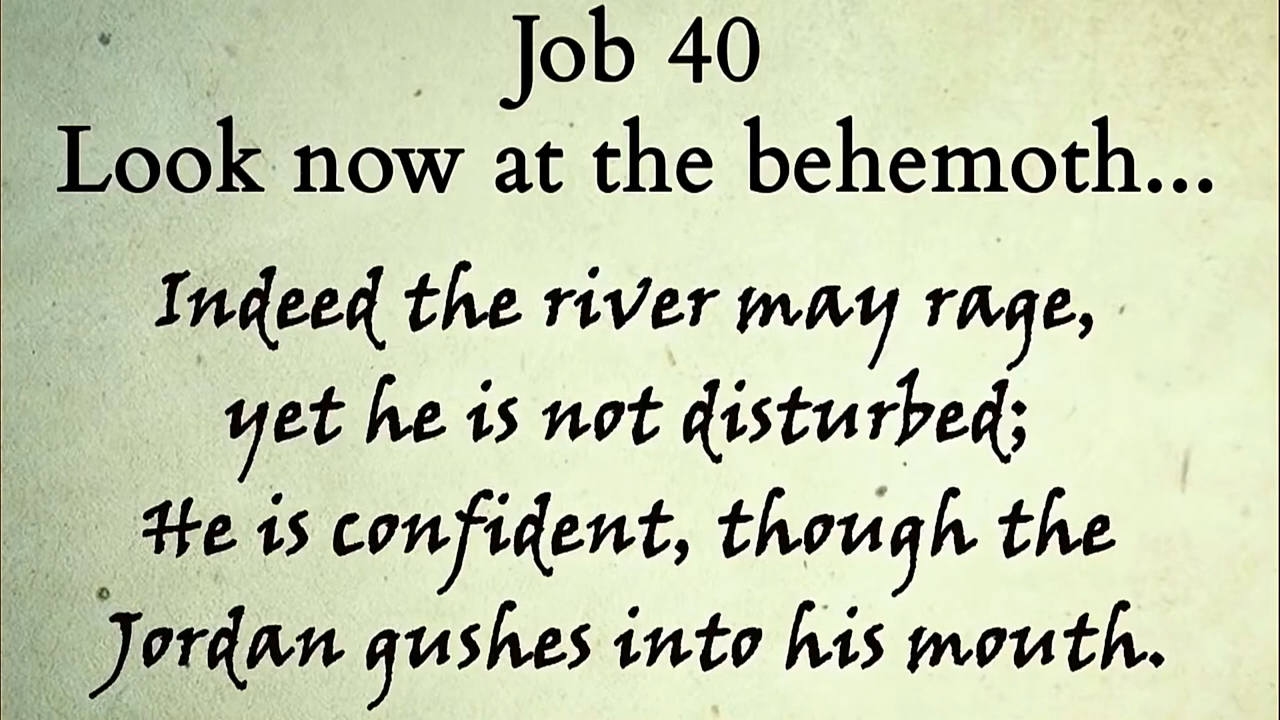 Job 40
Look now at the behemoth...
Indeed the river may rage,
yet he is not disturbed;
He is confident, though the
Jordan gushes into his mouth.